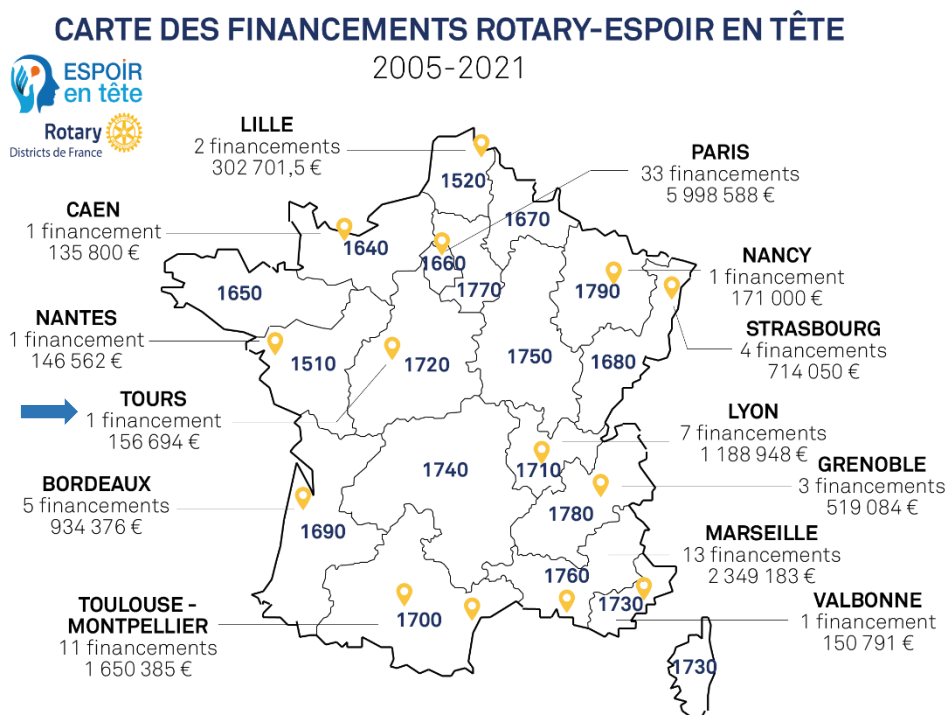 CARTE DES FINANCEMENTS ROTARY-ESPOIR EN TÊTE
2005-2021
ESPOIR
en tête
Rotary
Districts de France
LILLE
2 financements
302 701,5 €
PARIS
33 financements
5 998 588 €
CAEN
1 financement
135 800 €
NANCY
1 financement
171 000 €
NANTES
1 financement
146 562 €
STRASBOURG
4 financements
714 050 €
TOURS
1 financement
156 694 €
LYON
7 financements
1 188 948 €
GRENOBLE
3 financements
519 084 €
BORDEAUX
5 financements
934 376 €
MARSEILLE
13 financements
2 349 183 €
TOULOUSE -
MONTPELLIER
11 financements
1 650 385 €
VALBONNE
1 financement
150 791 €
1520
1670
1640
1660
1770
1650
1790
1510
1720
1750
1680
1740
1710
1780
1690
1760
1730
1700
1730